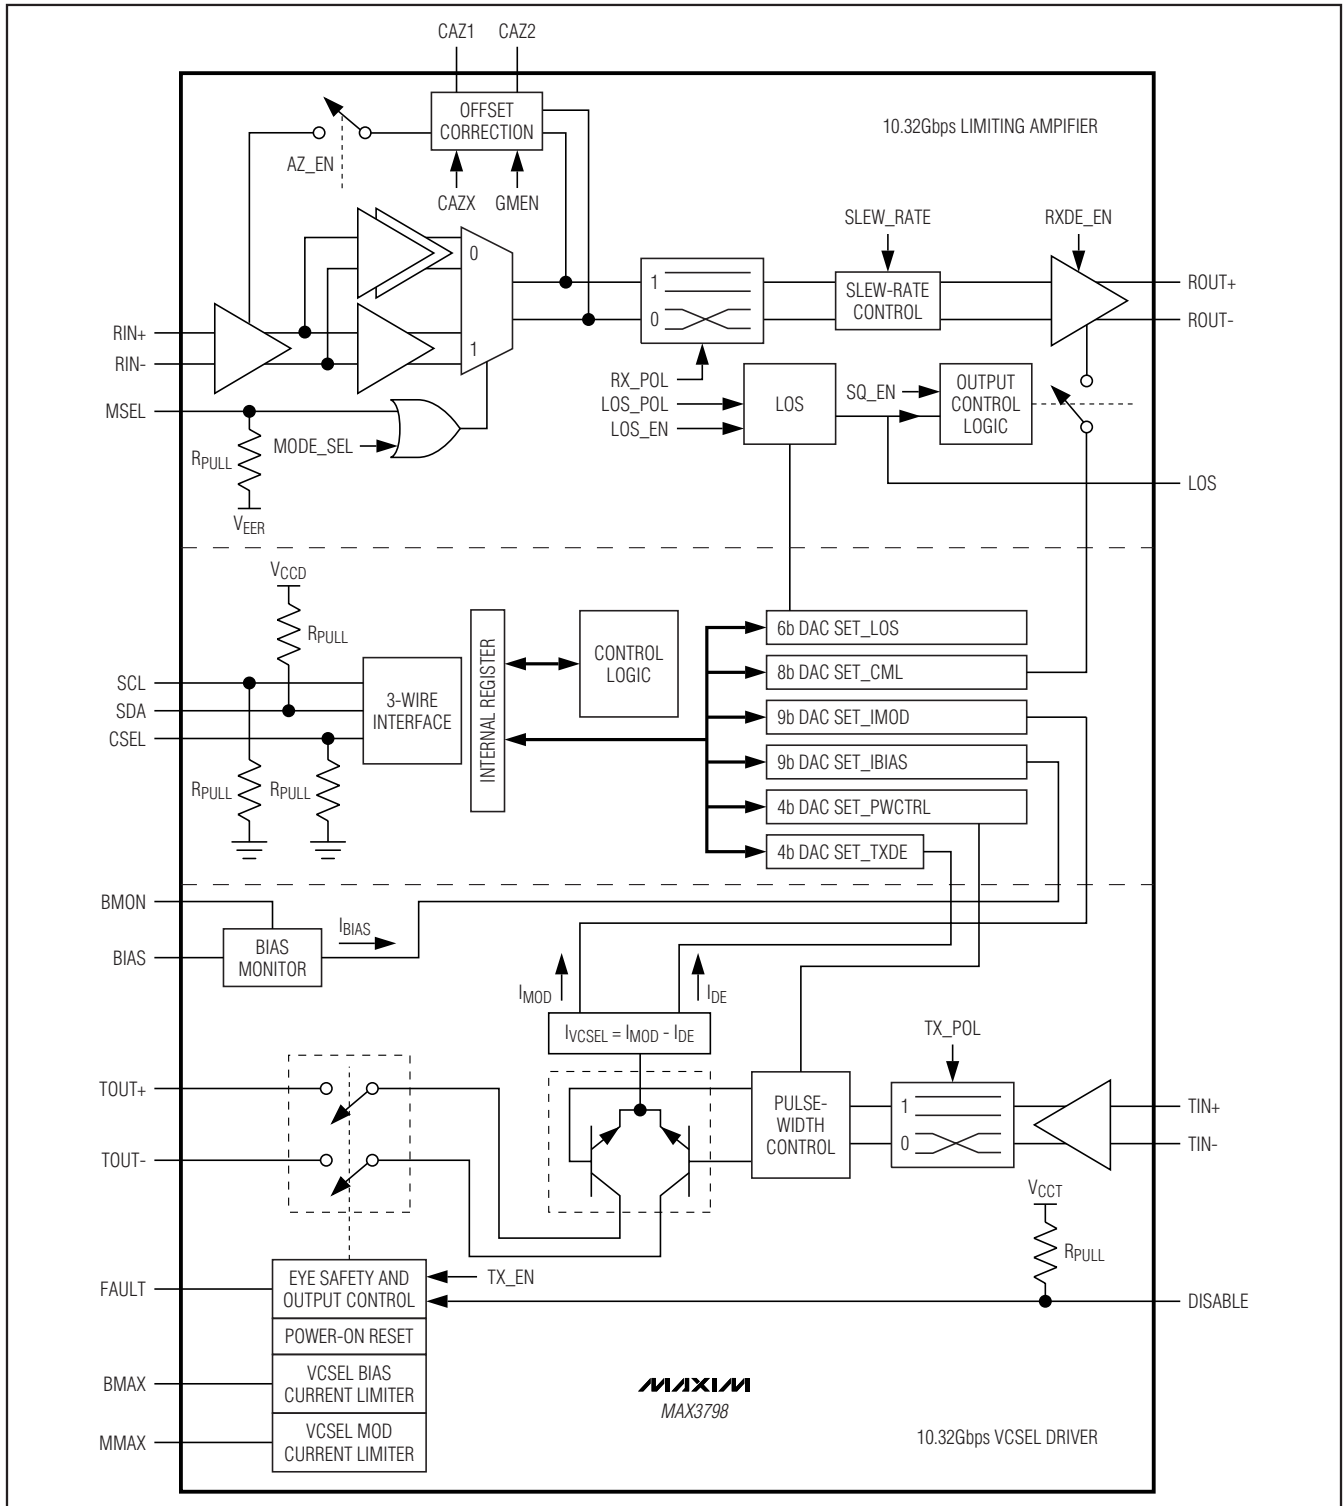 CAZ1 CAZ2
OFFSET
CORRECTION
10.32Gbps LIMITING AMPIFIER
AZ_EN
CAZX GMEN
SLEW_RATE
RXDE_EN
0
1
1
0
SLEW-RATE
CONTROL
ROUT+
ROUT-
RIN+
RIN-
MSEL
MODE_SEL
RPULL
VEER
RX_POL
LOS_POL
LOS_EN
LOS
SQ_EN
OUTPUT
CONTROL
LOGIC
LOS
VCCD
RPULL
SCL
SDA
CSEL
3-WIRE
INTERFACE
RPULL RPULL
INTERNAL REGISTER
CONTROL
LOGIC
6b DAC SET_LOS
8b DAC SET_CML
9b DAC SET_IMOD
9b DAC SET_IBIAS
4b DAC SET_PWCTRL
4b DAC SET_TXDE
BMON
BIAS
BIAS
MONITOR
IBIAS
IMOD
IDE
IVCSEL = IMOD - IDE
TX_POL
TOUT+
TOUT-
PULSE-
WIDTH
CONTROL
1
0
TIN+
TIN-
VCCT
RPULL
FAULT
EYE SAFETY AND
OUTPUT CONTROL
TX_EN
DISABLE
POWER-ON RESET
BMAX
VCSEL BIAS
CURRENT LIMITER
MMAX
VCSEL MOD
CURRENT LIMITER
MAXIM
MAX3798
10.32Gbps VCSEL DRIVER